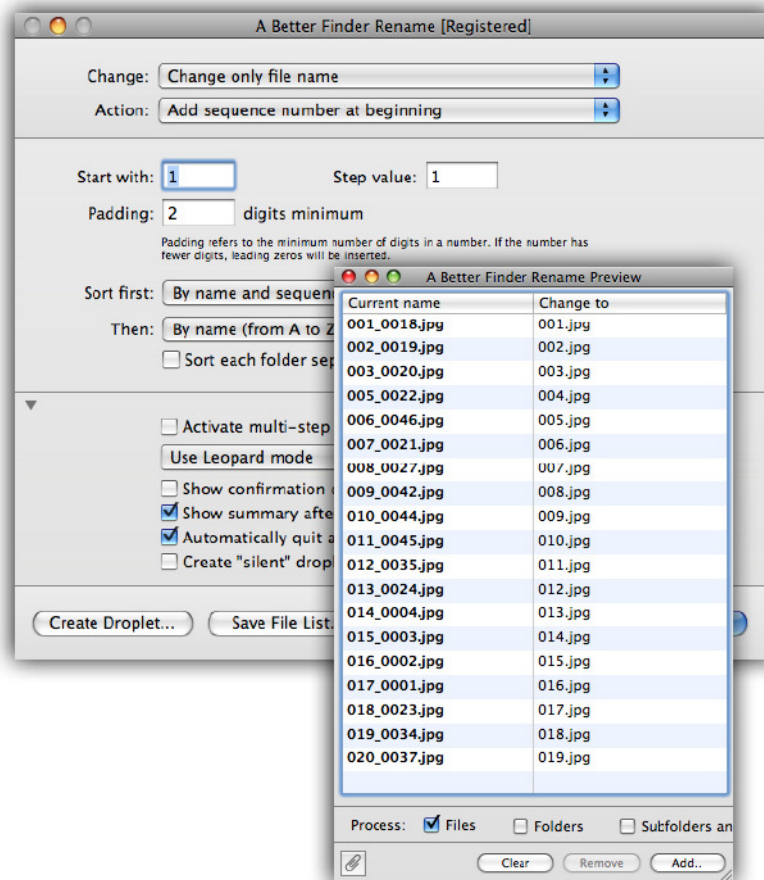 A Better Finder Rename [Registered]
Change: Change only file name
Action: Add sequence number at beginning
Start with: 1 Step value: 1
Padding: 2 digits minimum
Padding refers to the minimum number of digits in a number. If the number has
fewer digits, leading zeros will be inserted.
Sort first: By name and sequen
Then: By name (from A to Z
Sort each folder sep
Activate multi-step
Use Leopard mode
Show confirmation
Show summary afte
Automatically quit a
Create "silent" drop
Create Droplet... Save File List.
A Better Finder Rename Preview
Current name Change to
001_0018.jpg 001.jpg
002_0019.jpg 002.jpg
003_0020.jpg 003.jpg
005_0022.jpg 004.jpg
006_0046.jpg 005.jpg
007_0021.jpg 006.jpg
008_0027.jpg 007.jpg
009_0042.jpg 008.jpg
010_0044.jpg 009.jpg
011_0045.jpg 010.jpg
012_0035.jpg 011.jpg
013_0024.jpg 012.jpg
014_0004.jpg 013.jpg
015_0003.jpg 014.jpg
016_0002.jpg 015.jpg
017_0001.jpg 016.jpg
018_0023.jpg 017.jpg
019_0034.jpg 018.jpg
020_0037.jpg 019.jpg
Process: Files Folders Subfolders an
Clear Remove Add..